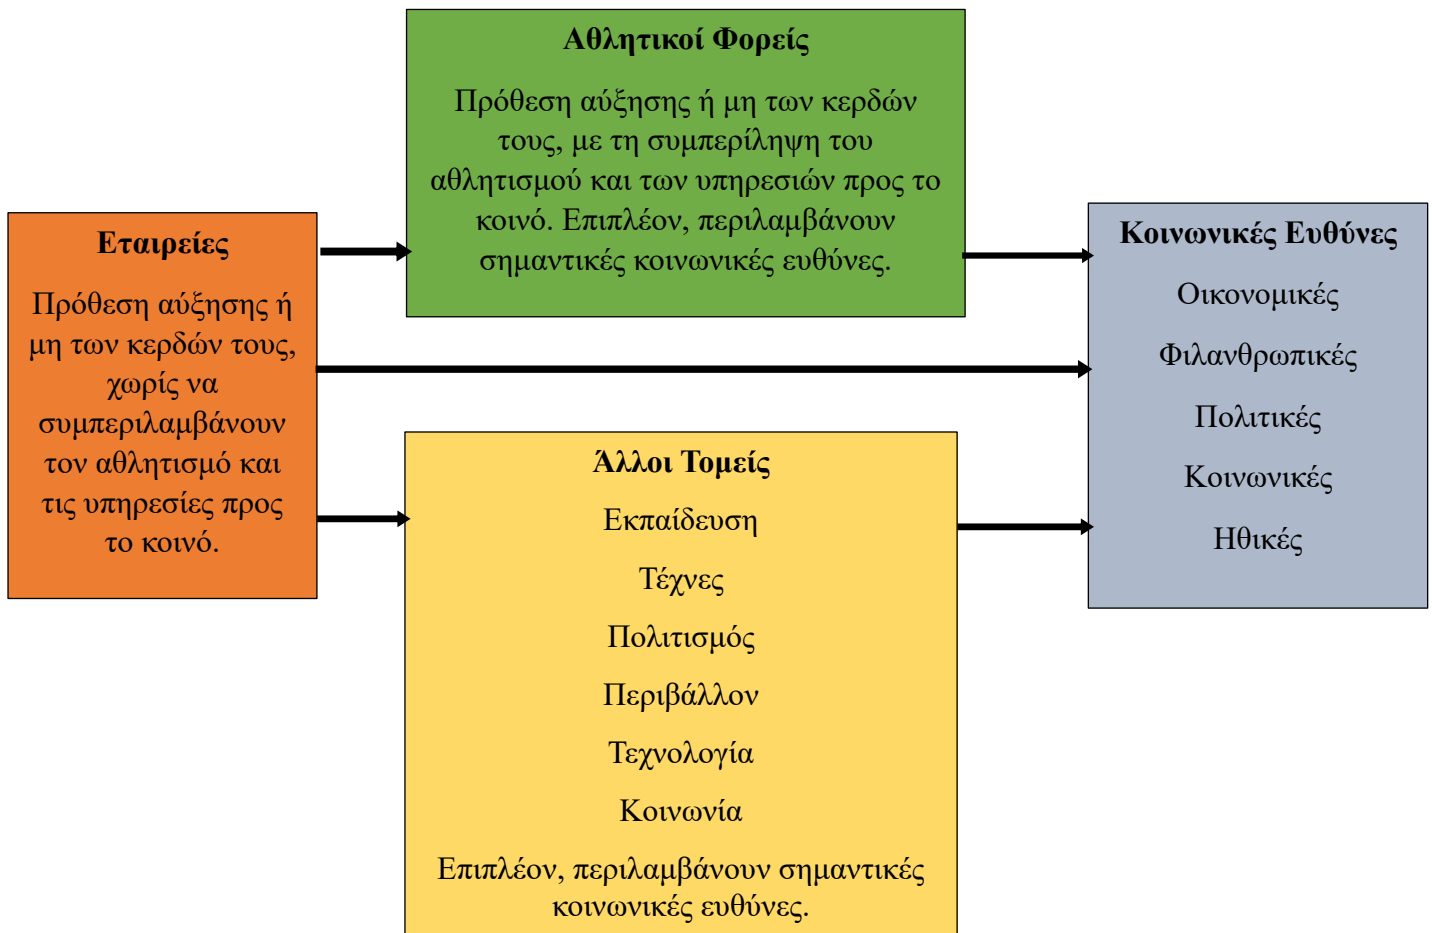 Αθλητικοί Φορείς
Πρόθεση αύξησης ή μη των κερδών
τους, με τη συμπερίληψη του
αθλητισμού και των υπηρεσιών προς το
κοινό. Επιπλέον, περιλαμβάνουν
σημαντικές κοινωνικές ευθύνες.
Εταιρείες
Πρόθεση αύξησης ή
μη των κερδών τους,
χωρίς να
συμπεριλαμβάνουν
τον αθλητισμό και
τις υπηρεσίες προς
το κοινό.
Άλλοι Τομείς
Εκπαίδευση
Τέχνες
Πολιτισμός
Περιβάλλον
Τεχνολογία
Κοινωνία
Επιπλέον, περιλαμβάνουν σημαντικές
κοινωνικές ευθύνες.
Κοινωνικές Ευθύνες
Οικονομικές
Φιλανθρωπικές
Πολιτικές
Κοινωνικές
Ηθικές